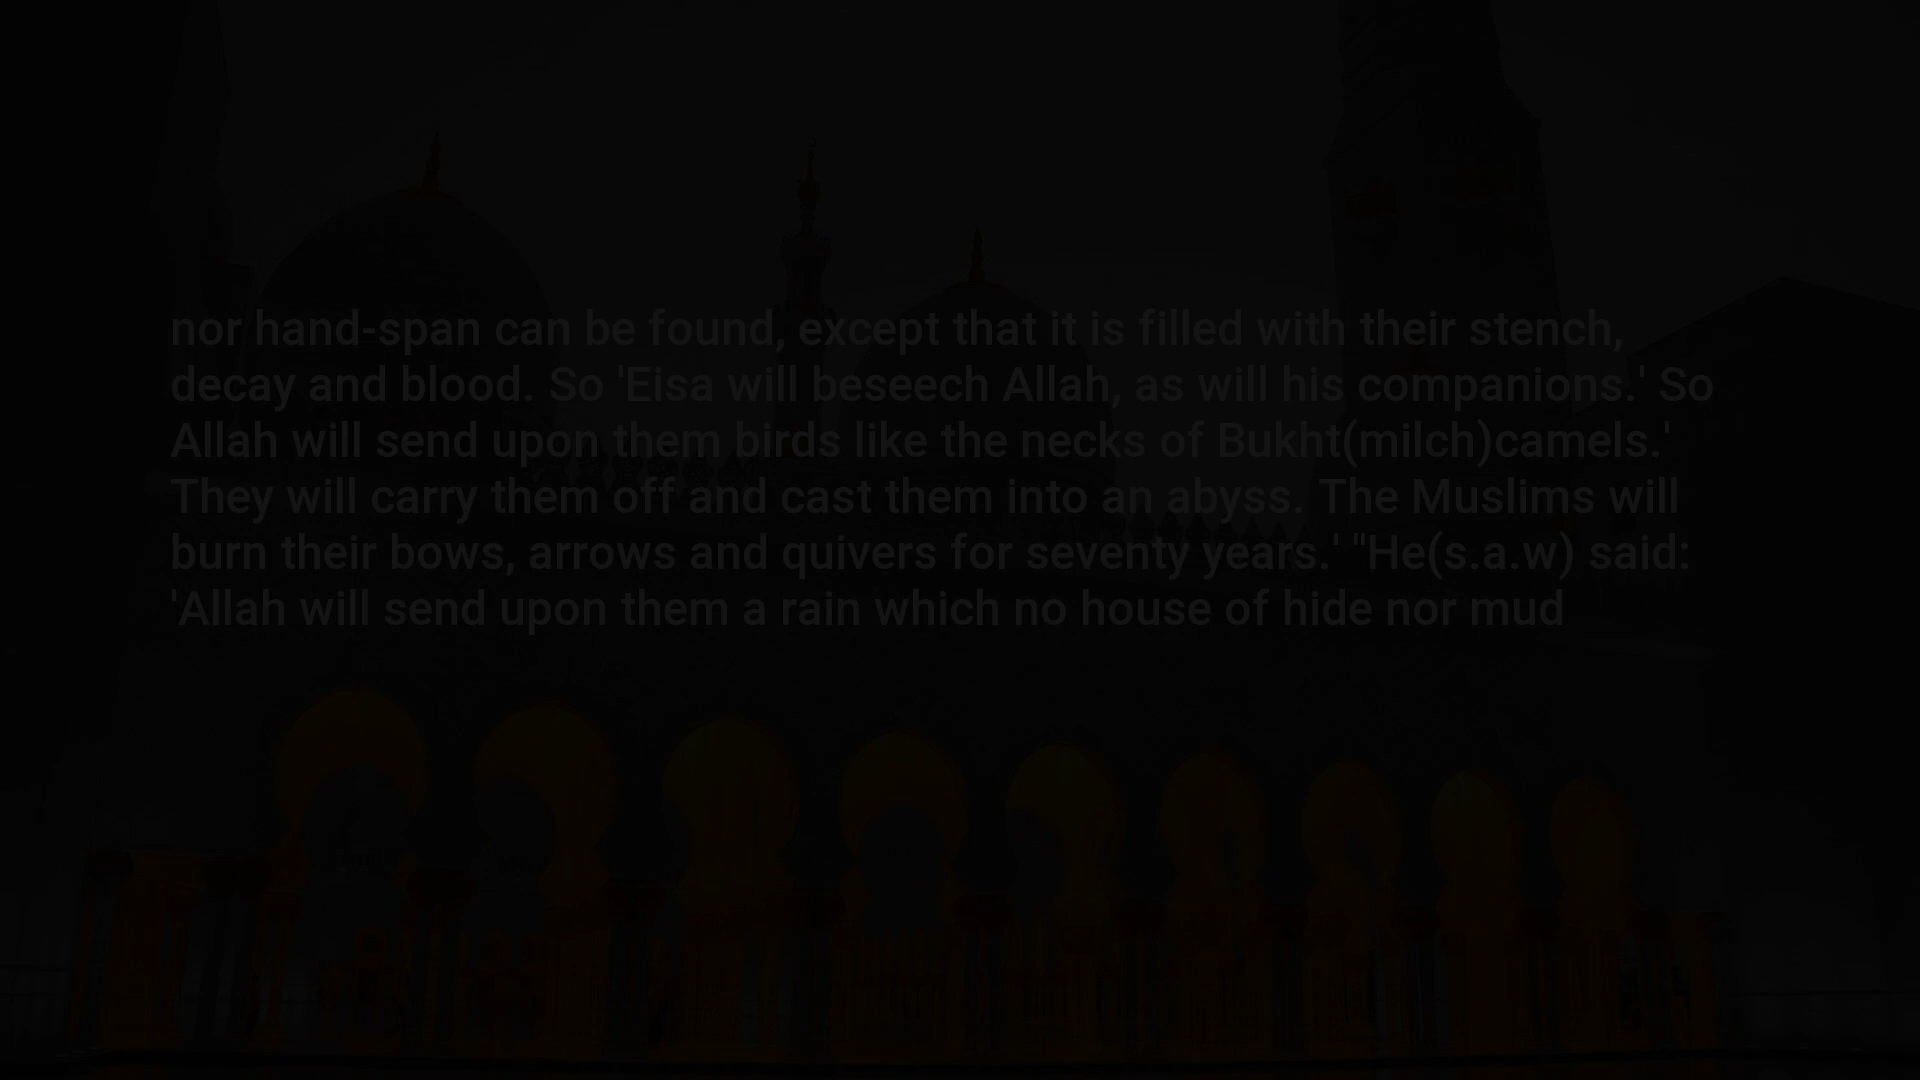 nor hand-span can be found, except that it is filled with their stench,
decay and blood. So 'Eisa will beseech Allah, as will his companions.' So
Allah will send upon them birds like the necks of Bukht(milch)camels.'
They will carry them off and cast them into an abyss. The Muslims will
burn their bows, arrows and quivers for seventy years.' "He(s.a.w) said:
'Allah will send upon them a rain which no house of hide nor mud